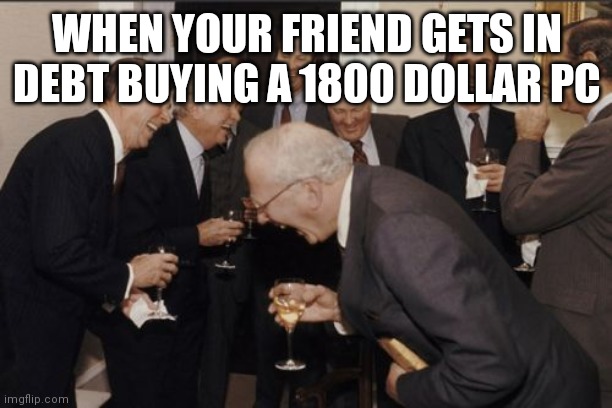 WHEN YOUR FRIEND GETS IN
DEBT BUYING A 1800 DOLLAR PC
imgflip.com